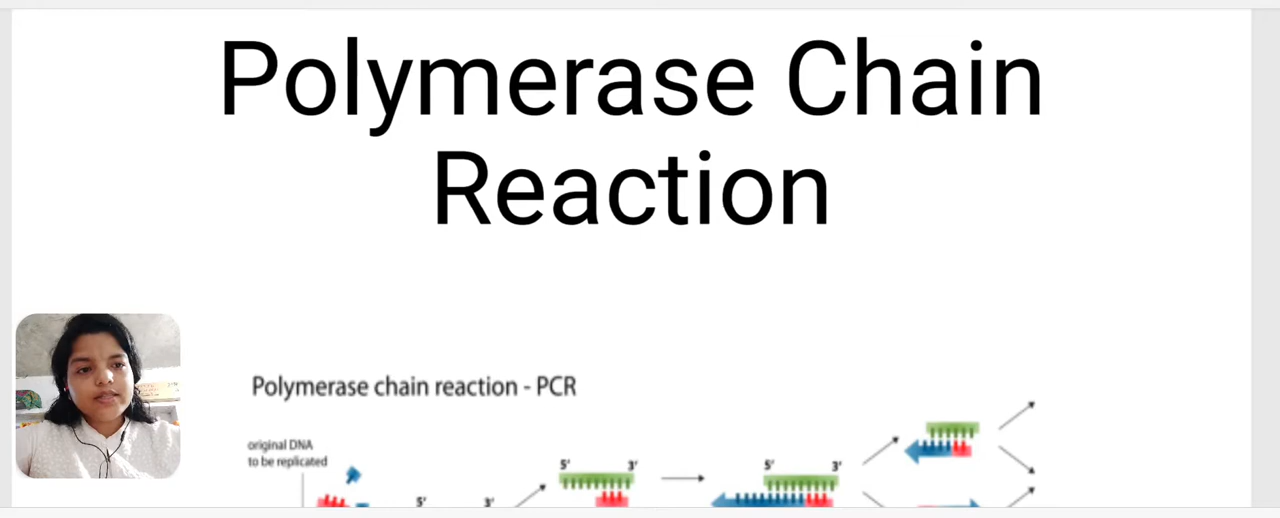 Polymerase Chain
Reaction
Polymerase chain reaction - PCR
original DNA
to be replicated
5' 3'
5' 3'
5' 3'